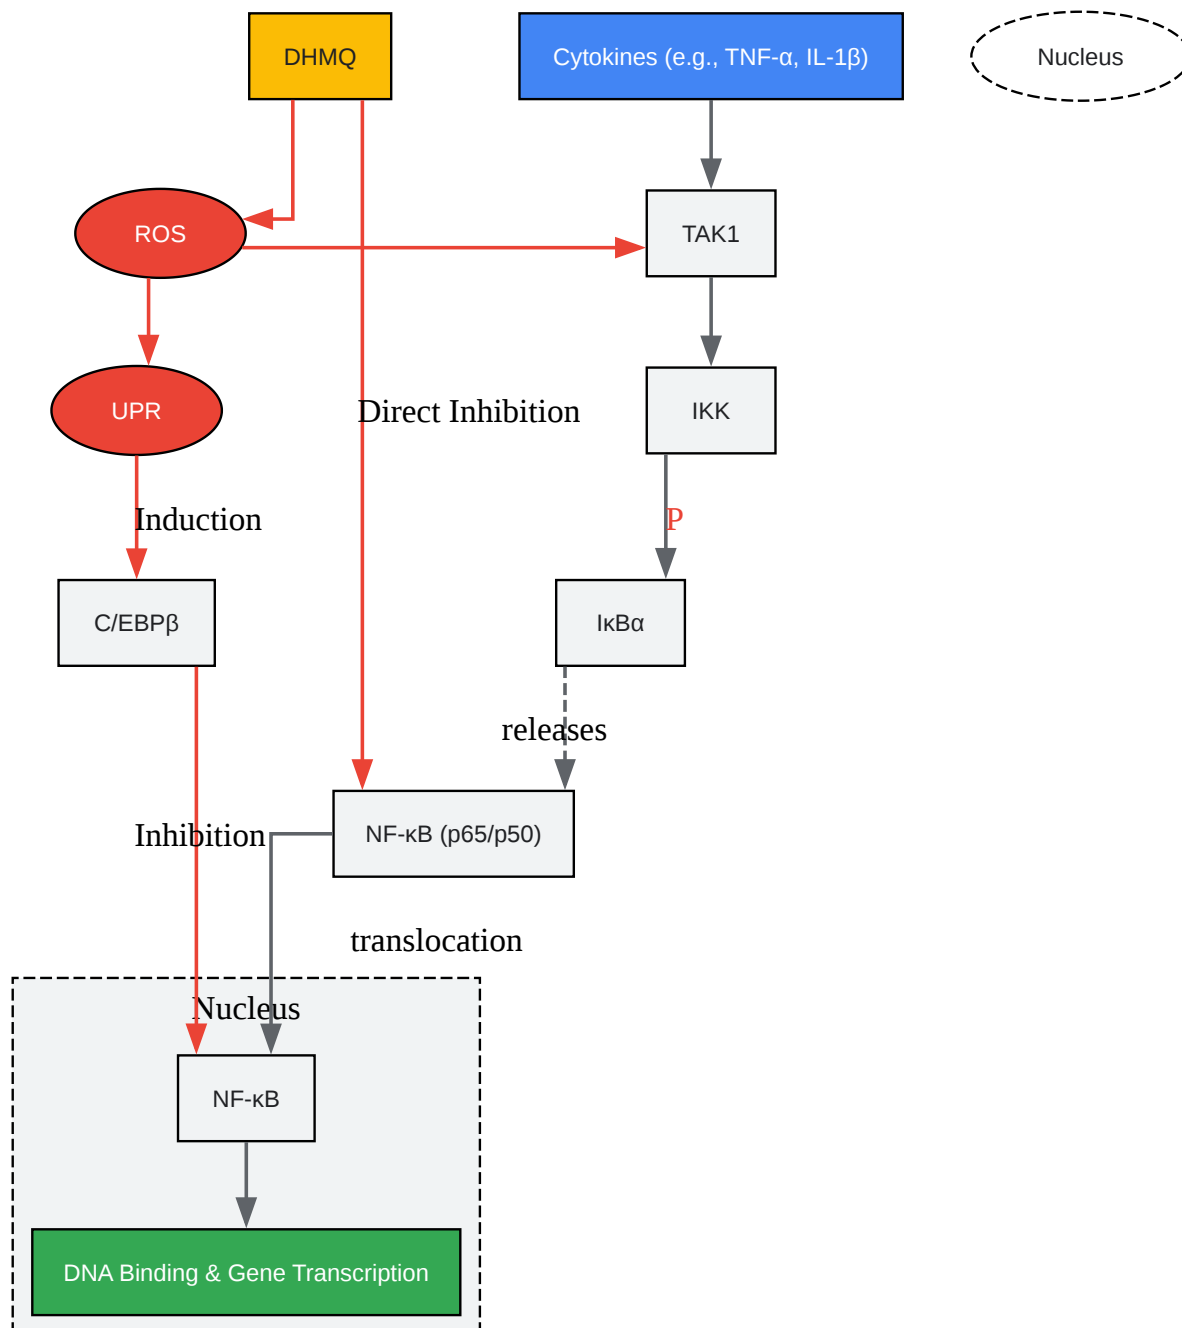 DHMQ
Cytokines (e.g., TNF-α, IL-1β)
Nucleus
ROS
TAK1
UPR
Direct Inhibition
IKK
Induction
P
C/EBPβ
IκBα
releases
Inhibition
NF-κB (p65/p50)
translocation
Nucleus
NF-κB
DNA Binding & Gene Transcription